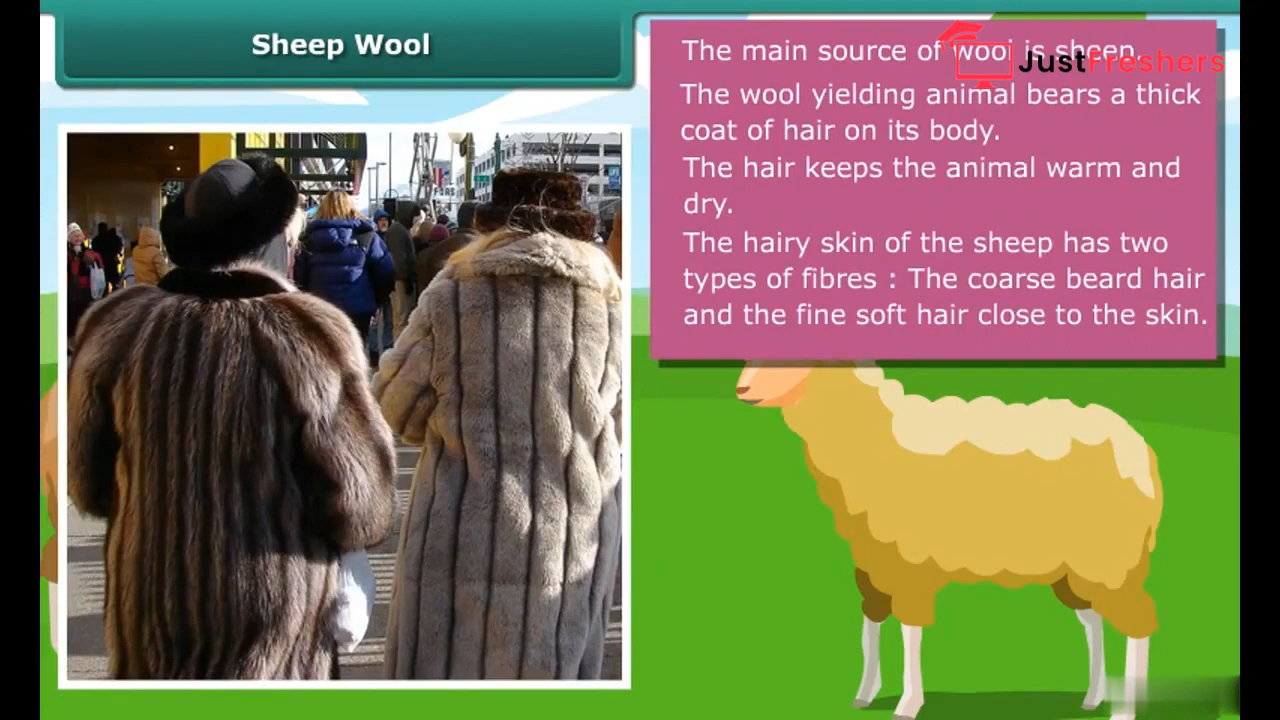 Sheep Wool
The main source of wool is sheep.
JustFreshers
The wool yielding animal bears a thick
coat of hair on its body.
The hair keeps the animal warm and
dry.
The hairy skin of the sheep has two
types of fibres : The coarse beard hair
and the fine soft hair close to the skin.